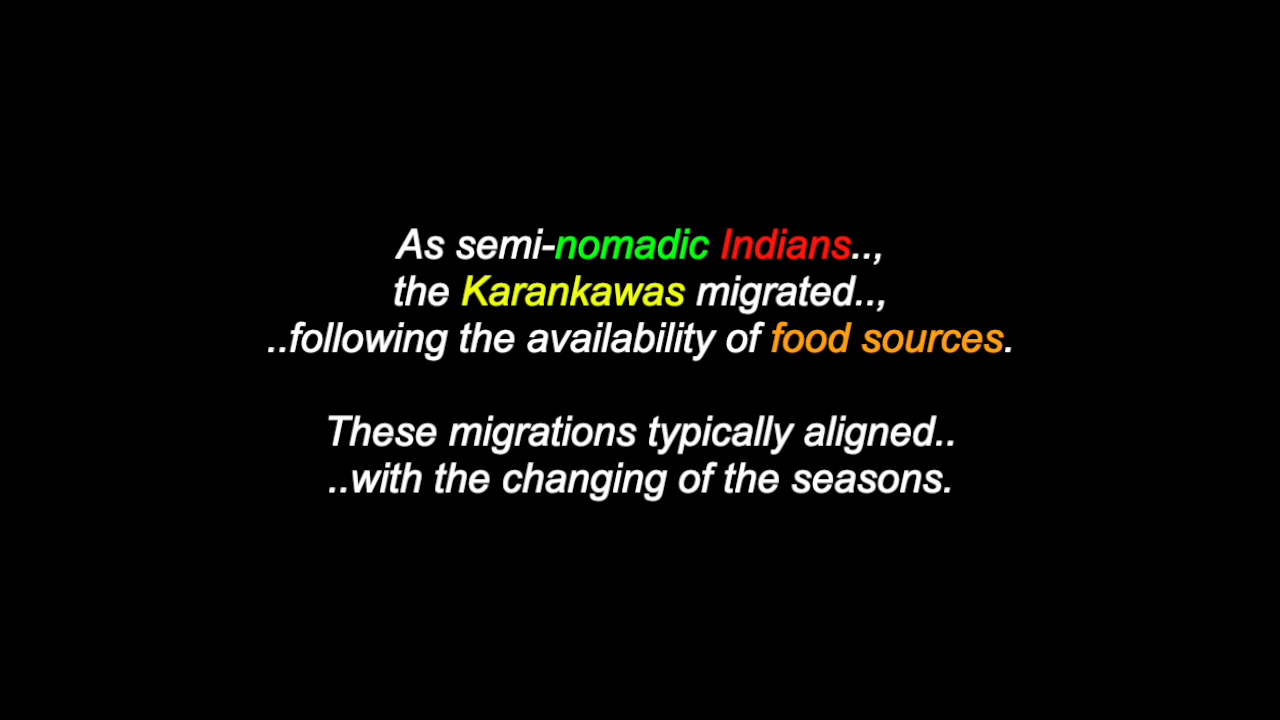 As semi-nomadic Indians..,
the Karankawas migrated..,
..following the availability of food sources.
These migrations typically aligned..
..with the changing of the seasons.